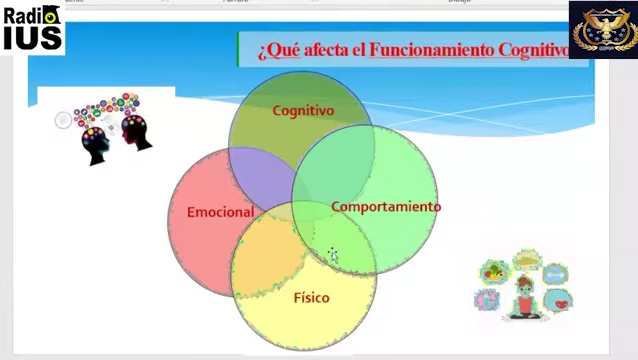 Radio
IUS
¿Qué afecta el Funcionamiento Cognitivo
Cognitivo
Emocional
Comportamiento
Físico